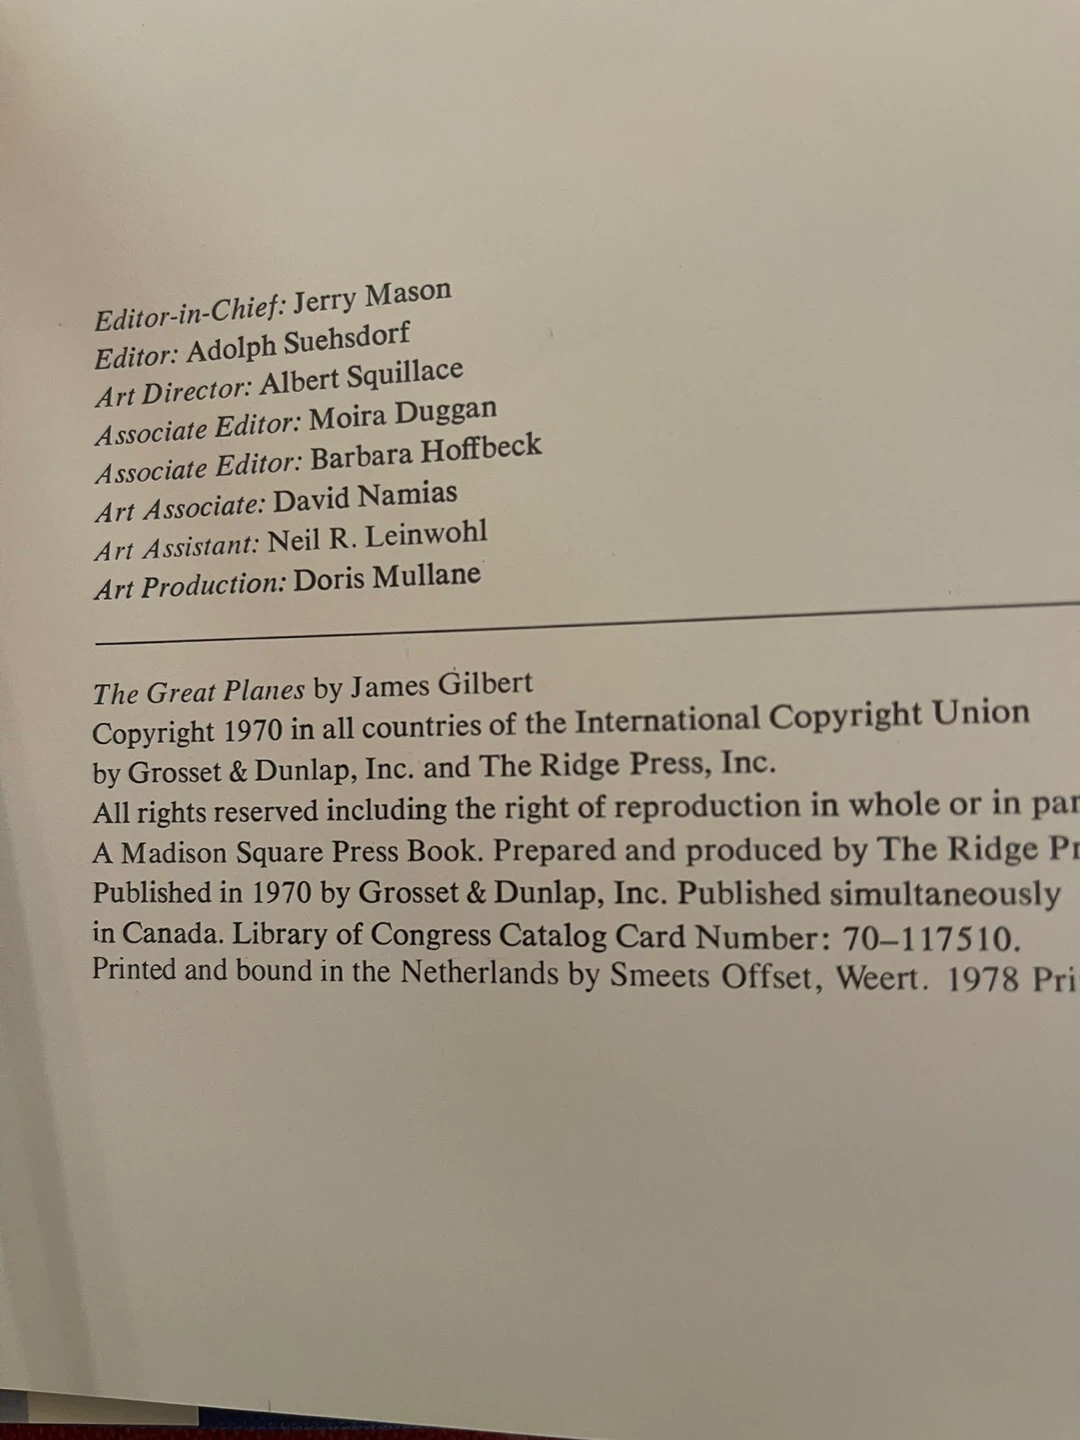 Editor-in-Chief: Jerry Mason
Editor: Adolph Suehsdorf
Art Director: Albert Squillace
Associate Editor: Moira Duggan
Associate Editor: Barbara Hoffbeck
Art Associate: David Namias
Art Assistant: Neil R. Leinwohl
Art Production: Doris Mullane
The Great Planes by James Gilbert
Copyright 1970 in all countries of the International Copyright Union
by Grosset & Dunlap, Inc. and The Ridge Press, Inc.
All rights reserved including the right of reproduction in whole or in par
A Madison Square Press Book. Prepared and produced by The Ridge Pr
Published in 1970 by Grosset & Dunlap, Inc. Published simultaneously
in Canada. Library of Congress Catalog Card Number: 70–117510.
Printed and bound in the Netherlands by Smeets Offset, Weert. 1978 Pri